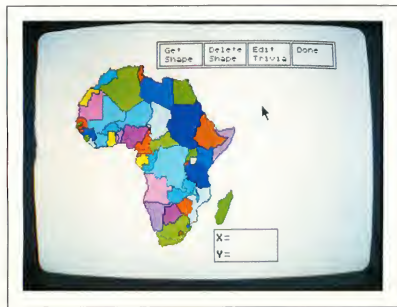 Get Shape
Delete Shape
Edit Trivia
Done
X=
Y=